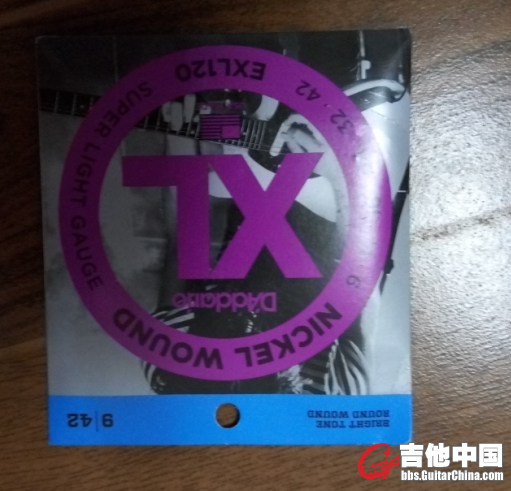 9 | 42
BRIGHT TONE
ROUND WOUND
NICKEL WOUND
D'Addario
XL
SUPER LIGHT GAUGE
EXL120
9
32 42
吉他中国
bbs.GuitarChina.com